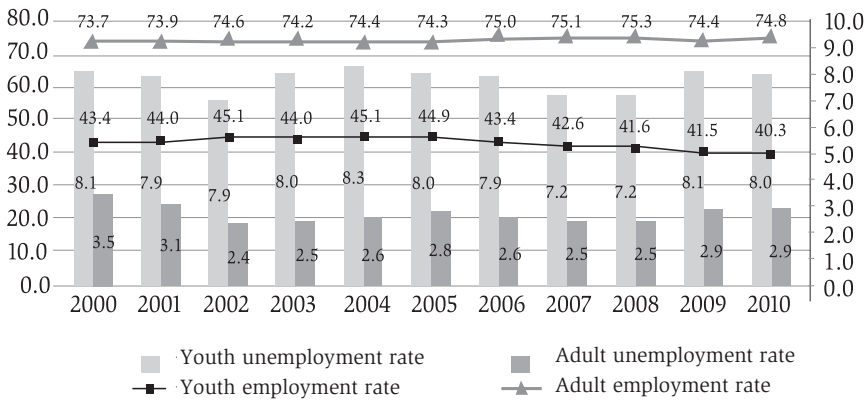 80.0 73.7 73.9 74.6 74.2 74.4 74.3 75.0 75.1 75.3 74.4 74.8 10.0
70.0 9.0
60.0 8.0
50.0 7.0
43.4 44.0 45.1 44.0 45.1 44.9 43.4 42.6 41.6 41.5 40.3 6.0
40.0 5.0
30.0 8.1 7.9 7.9 8.0 8.3 8.0 7.9 7.2 7.2 8.1 8.0 4.0
20.0 3.0
10.0 3.5 3.1 2.4 2.5 2.6 2.8 2.6 2.5 2.5 2.9 2.9 2.0
1.0
0.0 0.0
2000 2001 2002 2003 2004 2005 2006 2007 2008 2009 2010
Youth unemployment rate Adult unemployment rate
Youth employment rate Adult employment rate